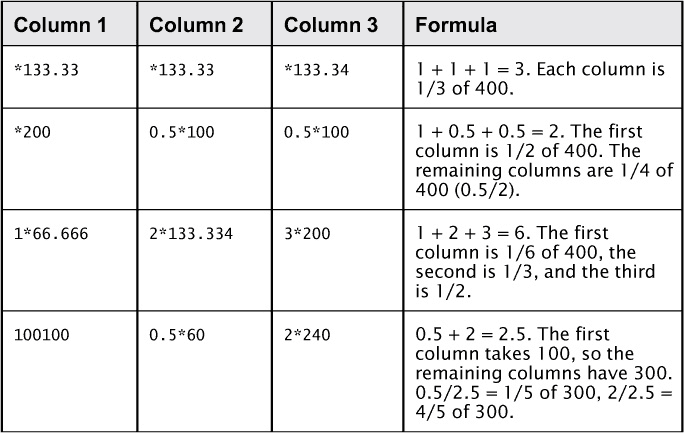 Column 1 Column 2 Column 3 Formula
*133.33 *133.33 *133.34 1 + 1 + 1 = 3. Each column is
1/3 of 400.
*200 0.5*100 0.5*100 1 + 0.5 + 0.5 = 2. The first
column is 1/2 of 400. The
remaining columns are 1/4 of
400 (0.5/2).
1*66.666 2*133.334 3*200 1 + 2 + 3 = 6. The first
column is 1/6 of 400, the
second is 1/3, and the third
is 1/2.
100100 0.5*60 2*240 0.5 + 2 = 2.5. The first
column takes 100, so the
remaining columns have 300.
0.5/2.5 = 1/5 of 300, 2/2.5 =
4/5 of 300.